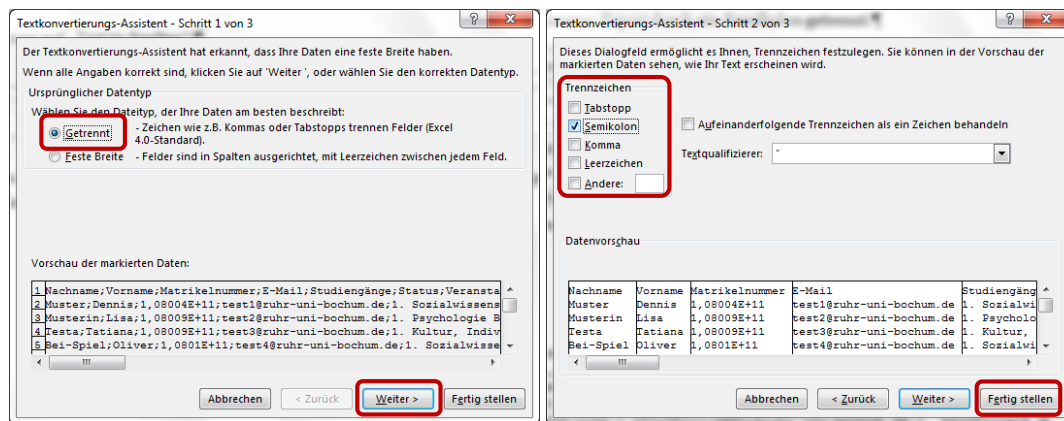 Textkonvertierungs-Assistent - Schritt 1 von 3
Der Textkonvertierungs-Assistent hat erkannt, dass Ihre Daten eine feste Breite haben.
Wenn alle Angaben korrekt sind, klicken Sie auf 'Weiter ', oder wählen Sie den korrekten Datentyp.
Ursprünglicher Datentyp
Wählen Sie den Dateityp, der Ihre Daten am besten beschreibt:
Getrennt - Zeichen wie z.B. Kommas oder Tabstopps trennen Felder (Excel
4.0-Standard).
Feste Breite - Felder sind in Spalten ausgerichtet, mit Leerzeichen zwischen jedem Feld.
Vorschau der markierten Daten:
1 Nachname;Vorname;Matrikelnummer;E-Mail;Studiengänge;Status;Veransta
2 Muster;Dennis;1,08004E+11;test1@ruhr-uni-bochum.de;1. Sozialwissens
3 Musterin;Lisa;1,08009E+11;test2@ruhr-uni-bochum.de;1. Psychologie B
4 Testa;Tatiana;1,08009E+11;test3@ruhr-uni-bochum.de;1. Kultur, Indiv
5 Bei-Spiel;Oliver;1,0801E+11;test4@ruhr-uni-bochum.de;1. Sozialwisse
Abbrechen < Zurück Weiter > Fertig stellen
Textkonvertierungs-Assistent - Schritt 2 von 3
Dieses Dialogfeld ermöglicht es Ihnen, Trennzeichen festzulegen. Sie können in der Vorschau der
markierten Daten sehen, wie Ihr Text erscheinen wird.
Trennzeichen
Tabstopp
Semikolon
Komma
Leerzeichen
Andere:
Aufeinanderfolgende Trennzeichen als ein Zeichen behandeln
Textqualifizierer: "
Datenvorschau
Nachname Vorname Matrikelnummer E-Mail Studiengäng
Muster Dennis 1,08004E+11 test1@ruhr-uni-bochum.de 1. Sozialwi
Musterin Lisa 1,08009E+11 test2@ruhr-uni-bochum.de 1. Psycholo
Testa Tatiana 1,08009E+11 test3@ruhr-uni-bochum.de 1. Kultur,
Bei-Spiel Oliver 1,0801E+11 test4@ruhr-uni-bochum.de 1. Sozialwi
Abbrechen < Zurück Weiter > Fertig stellen